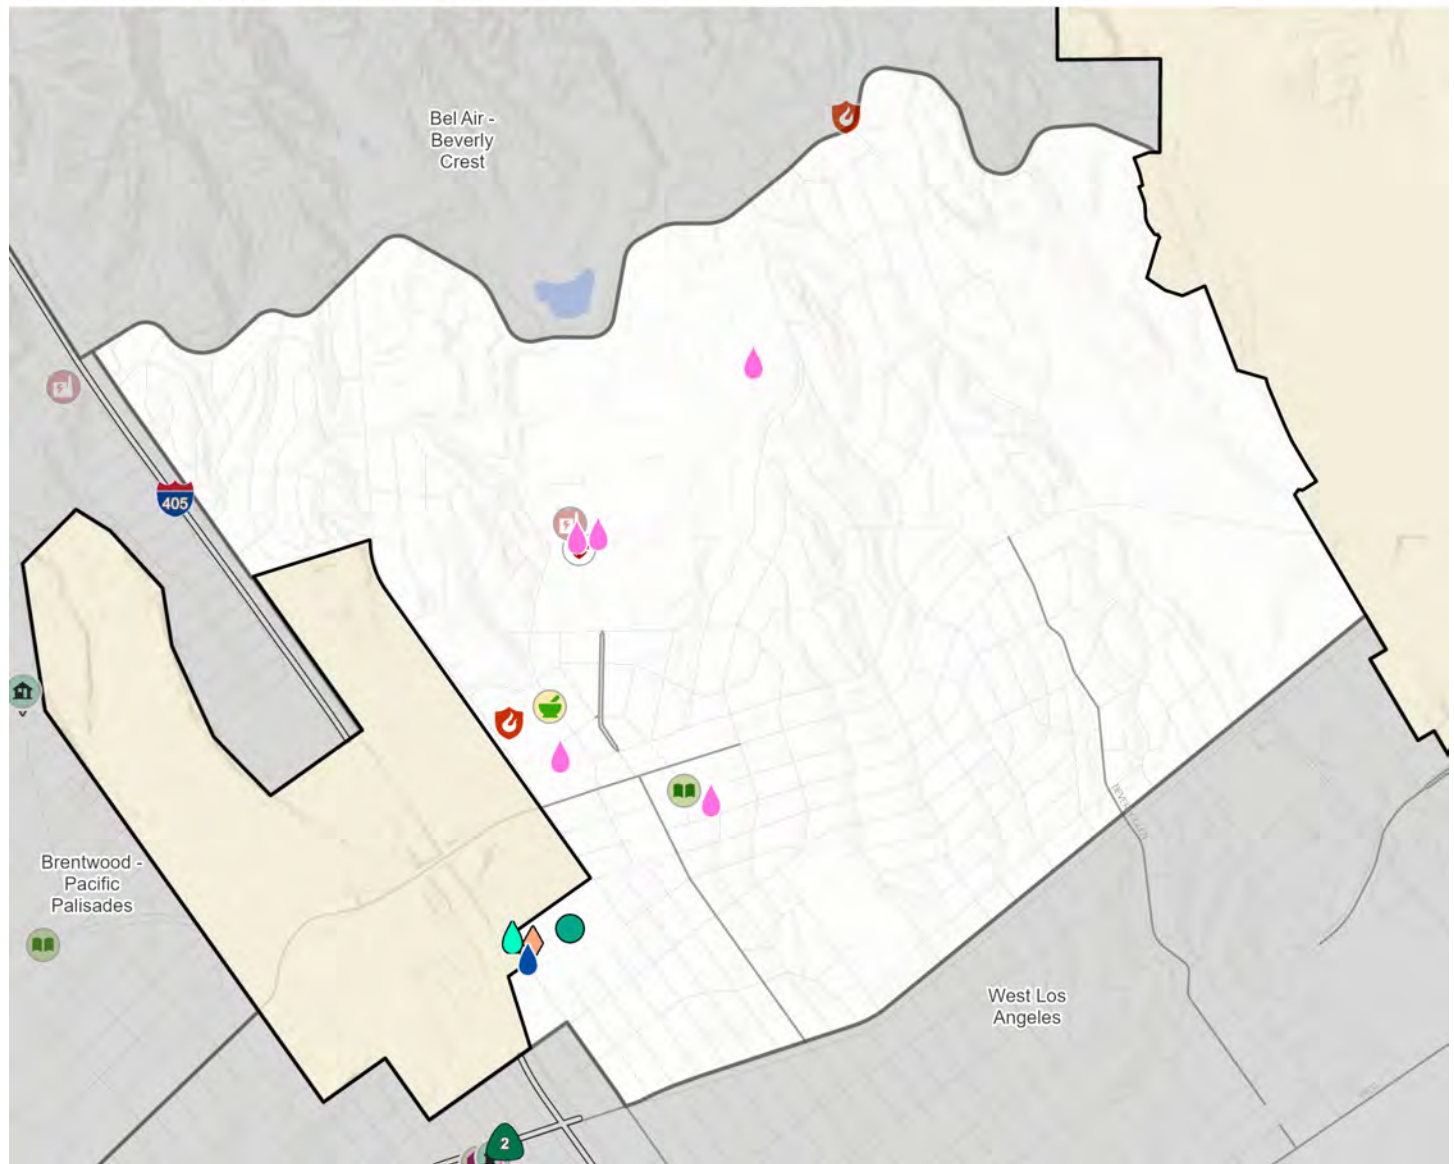 Bel Air -
Beverly
Crest
405
Brentwood -
Pacific
Palisades
West Los
Angeles
2